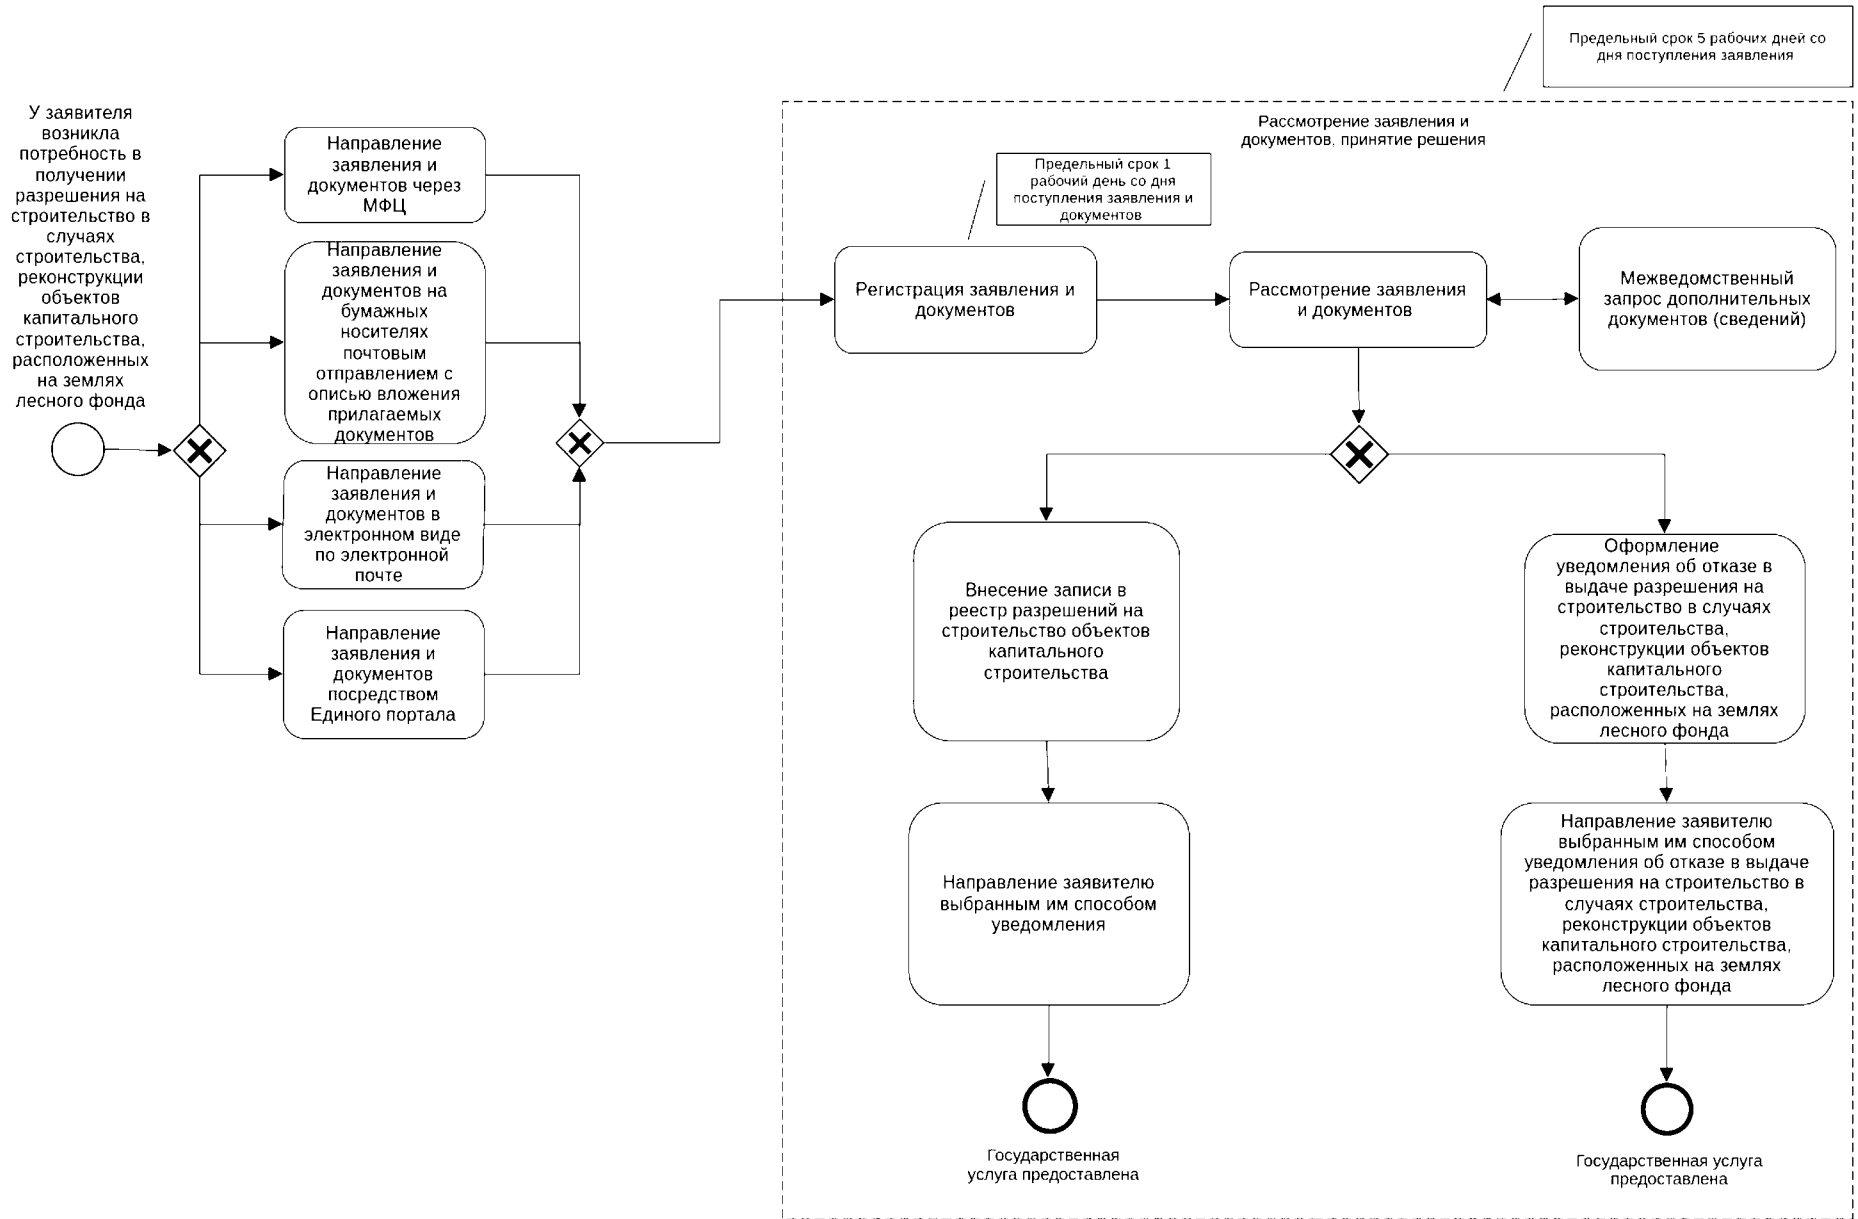 Предельный срок 5 рабочих дней со
дня поступления заявления
У заявителя
возникла
потребность в
получении
разрешения на
строительство в
случаях
строительства,
реконструкции
объектов
капитального
строительства,
расположенных
на землях
лесного фонда
Направление
заявления и
документов через
МФЦ
Направление
заявления и
документов на
бумажных
носителях
почтовым
отправлением с
описью вложения
прилагаемых
документов
Направление
заявления и
документов в
электронном виде
по электронной
почте
Направление
заявления и
документов
посредством
Единого портала
Рассмотрение заявления и
документов, принятие решения
Предельный срок 1
рабочий день со дня
поступления заявления и
документов
Регистрация заявления и
документов
Рассмотрение заявления
и документов
Межведомственный
запрос дополнительных
документов (сведений)
Внесение записи в
реестр разрешений на
строительство объектов
капитального
строительства
Оформление
уведомления об отказе в
выдаче разрешения на
строительство в случаях
строительства,
реконструкции объектов
капитального
строительства,
расположенных на землях
лесного фонда
Направление заявителю
выбранным им способом
уведомления
Направление заявителю
выбранным им способом
уведомления об отказе в выдаче
разрешения на строительство в
случаях строительства,
реконструкции объектов
капитального строительства,
расположенных на землях
лесного фонда
Государственная
услуга предоставлена
Государственная услуга
предоставлена